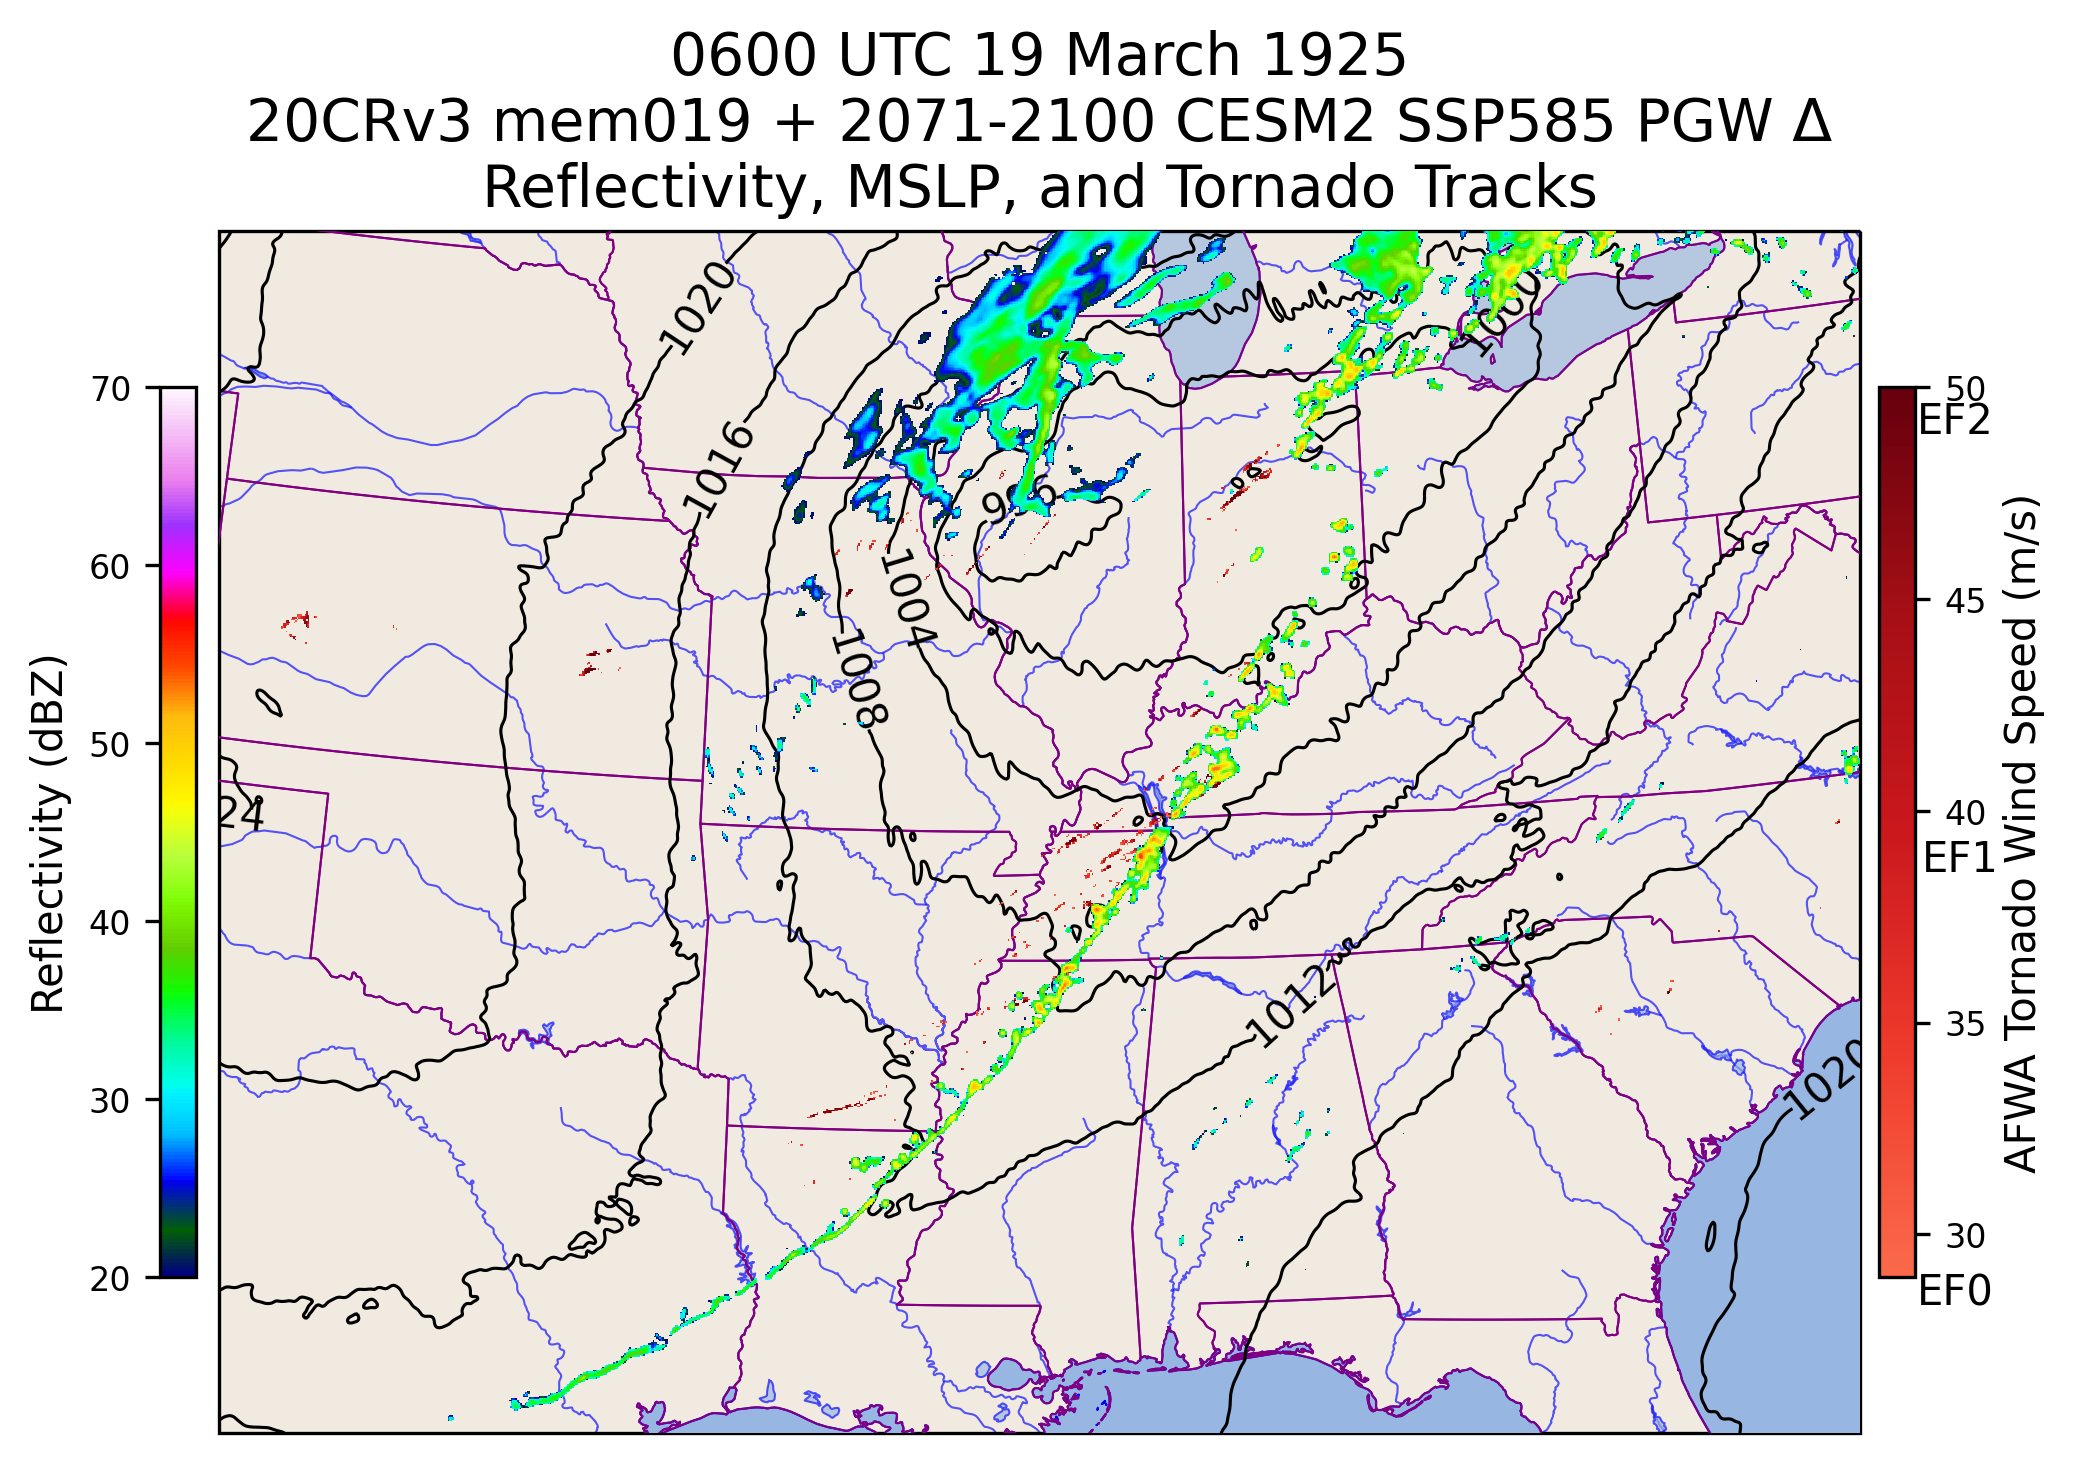 0600 UTC 19 March 1925
20CRv3 mem019 + 2071-2100 CESM2 SSP585 PGW Δ
Reflectivity, MSLP, and Tornado Tracks
1020
1000
1016
996
1004
1008
24
1012
1020
70
60
50
40
30
20
Reflectivity (dBZ)
50
EF2
45
40
EF1
35
30
EF0
AFWA Tornado Wind Speed (m/s)